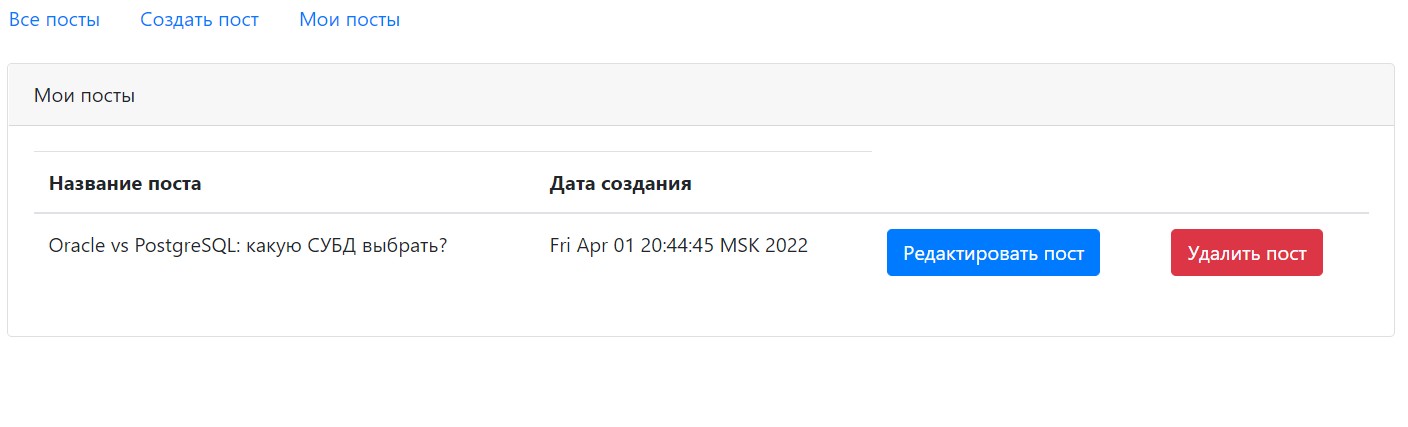 Все посты Создать пост Мои посты
Мои посты
Название поста Дата создания
Oracle vs PostgreSQL: какую СУБД выбрать? Fri Apr 01 20:44:45 MSK 2022 Редактировать пост Удалить пост